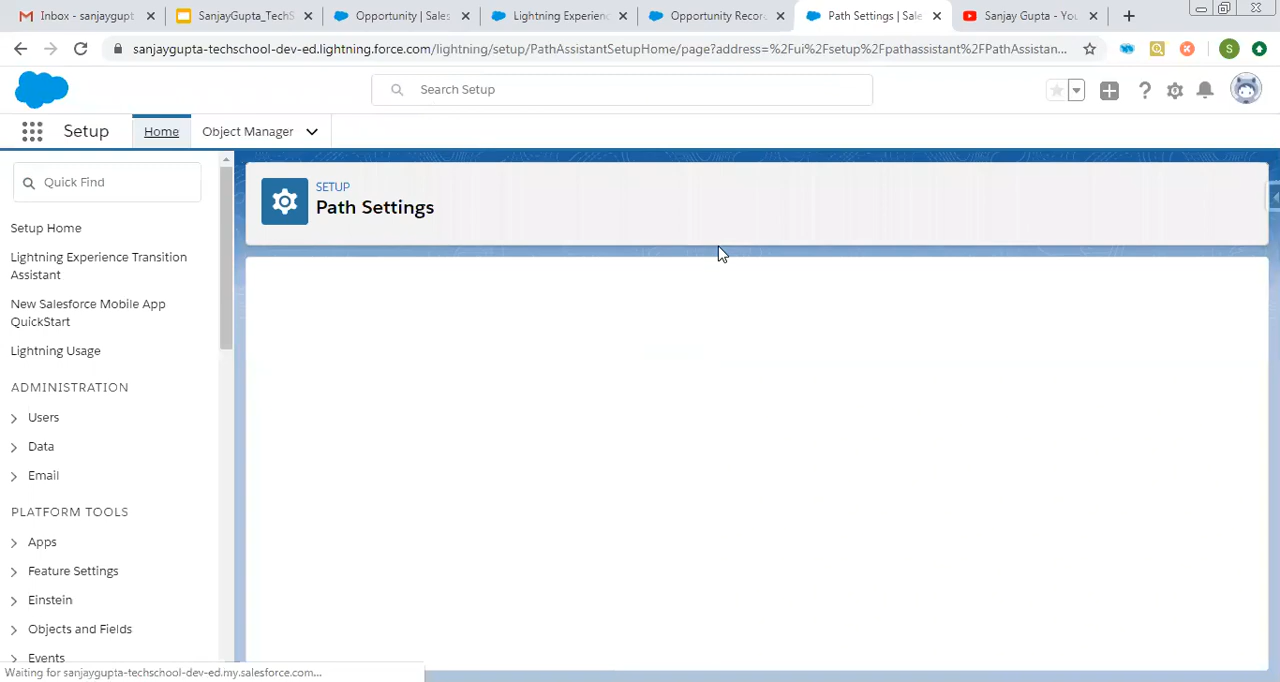 Inbox - sanjaygupt
SanjayGupta_TechS
Opportunity | Sales
Lightning Experienc
Opportunity Recor
Path Settings | Sale
Sanjay Gupta - You
sanjaygupta-techschool-dev-ed.lightning.force.com/lightning/setup/PathAssistantSetupHome/page?address=%2Fui%2Fsetup%2Fpathassistant%2FPathAssistan...
S
Search Setup
Setup
Home
Object Manager
Quick Find
Setup Home
Lightning Experience Transition
Assistant
New Salesforce Mobile App
QuickStart
Lightning Usage
ADMINISTRATION
Users
Data
Email
PLATFORM TOOLS
Apps
Feature Settings
Einstein
Objects and Fields
Events
SETUP
Path Settings
Waiting for sanjaygupta-techschool-dev-ed.my.salesforce.com...